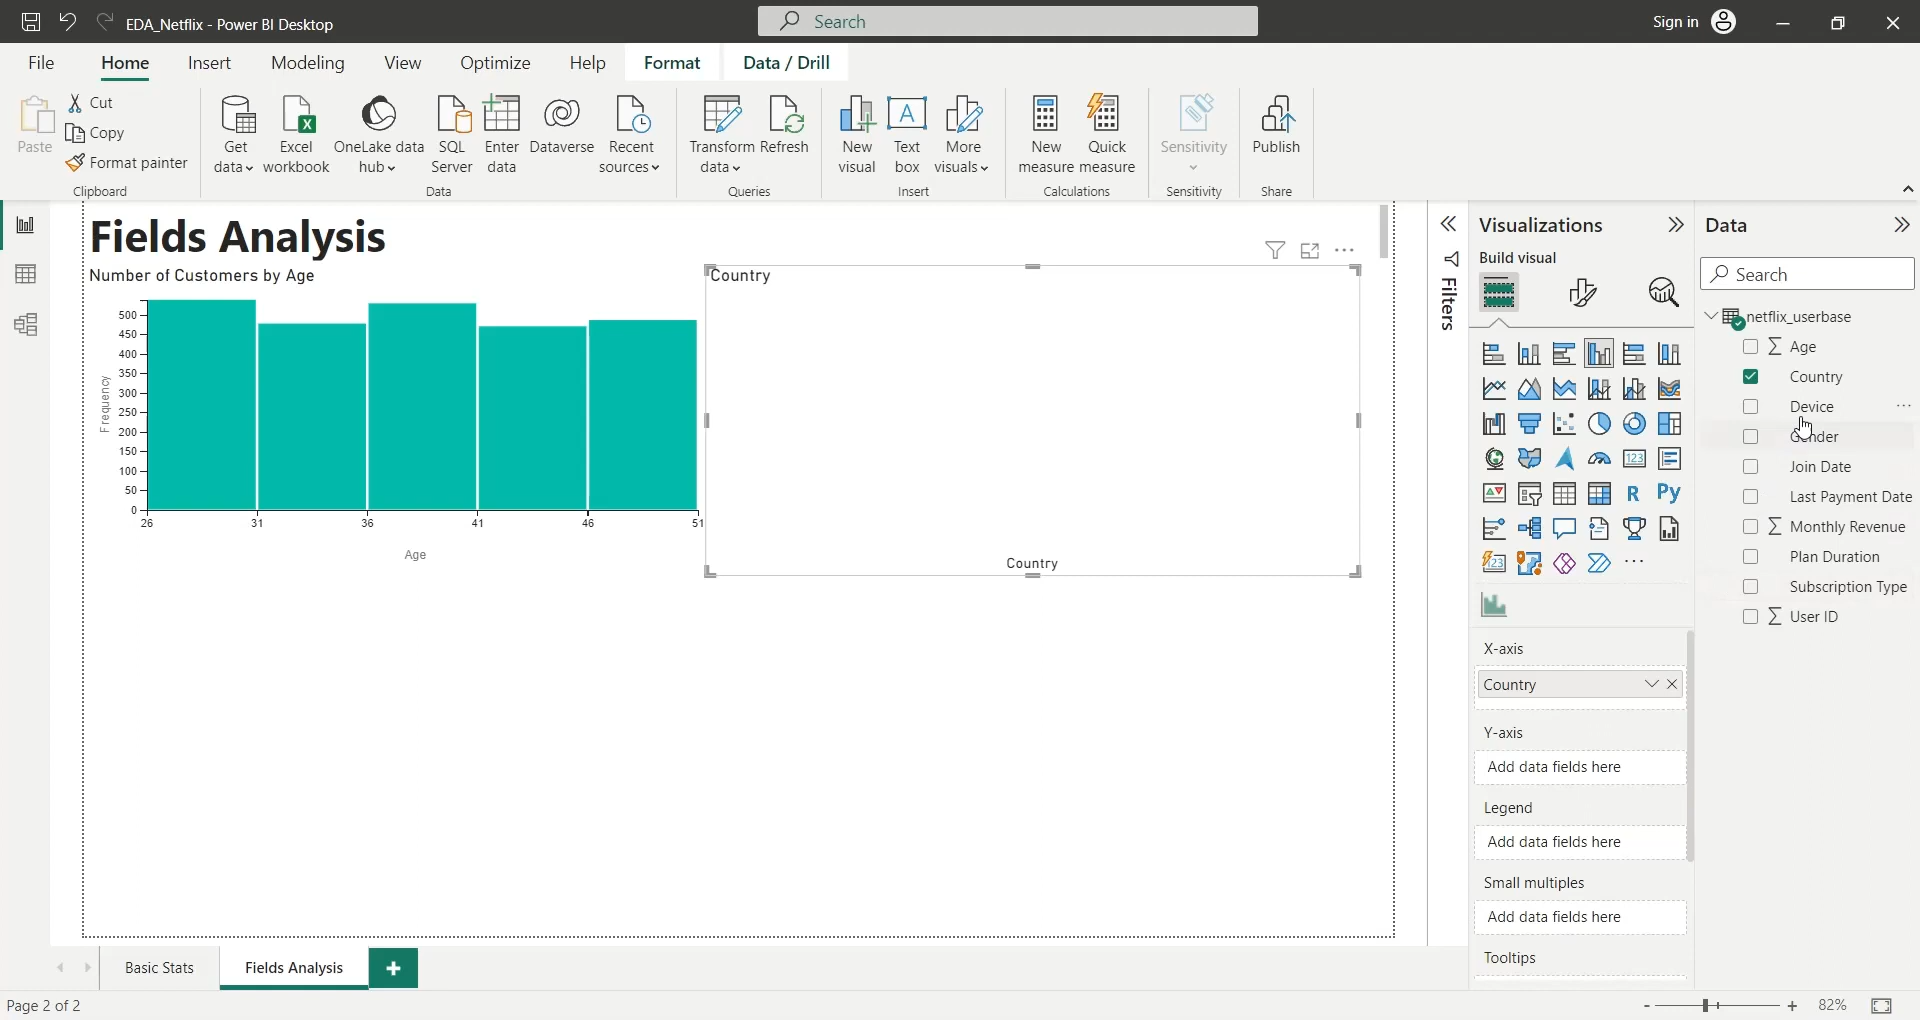 EDA_Netflix - Power BI Desktop
Search
Sign in
File Home Insert Modeling View Optimize Help Format Data / Drill
Paste
Cut
Copy
Format painter
Clipboard
Get data
Excel workbook
OneLake data hub
SQL Server
Enter data
Dataverse
Recent sources
Data
Transform data
Refresh
Queries
New visual
Text box
More visuals
Insert
New measure
Quick measure
Calculations
Sensitivity
Sensitivity
Publish
Share
Fields Analysis
Number of Customers by Age
Frequency
500
450
400
350
300
250
200
150
100
50
0
26 31 36 41 46 51
Age
Country
Country
Filters
Visualizations
Build visual
X-axis
Country
Y-axis
Add data fields here
Legend
Add data fields here
Small multiples
Add data fields here
Tooltips
Data
Search
netflix_userbase
Age
Country
Device
Gender
Join Date
Last Payment Date
Monthly Revenue
Plan Duration
Subscription Type
User ID
Basic Stats
Fields Analysis
Page 2 of 2
82%